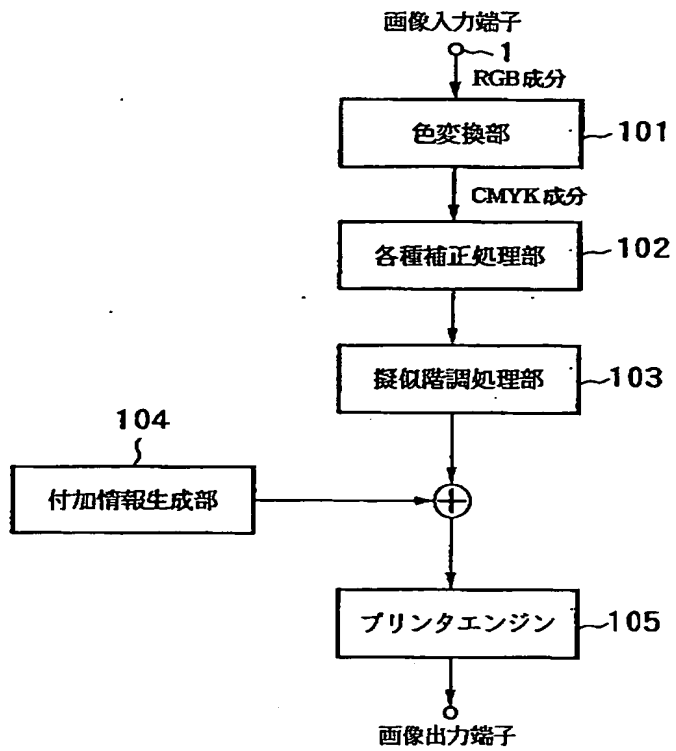 画像入力端子
1
RGB成分
色変換部
101
CMYK成分
各種補正処理部
102
擬似階調処理部
103
104
付加情報生成部
プリンタエンジン
105
画像出力端子